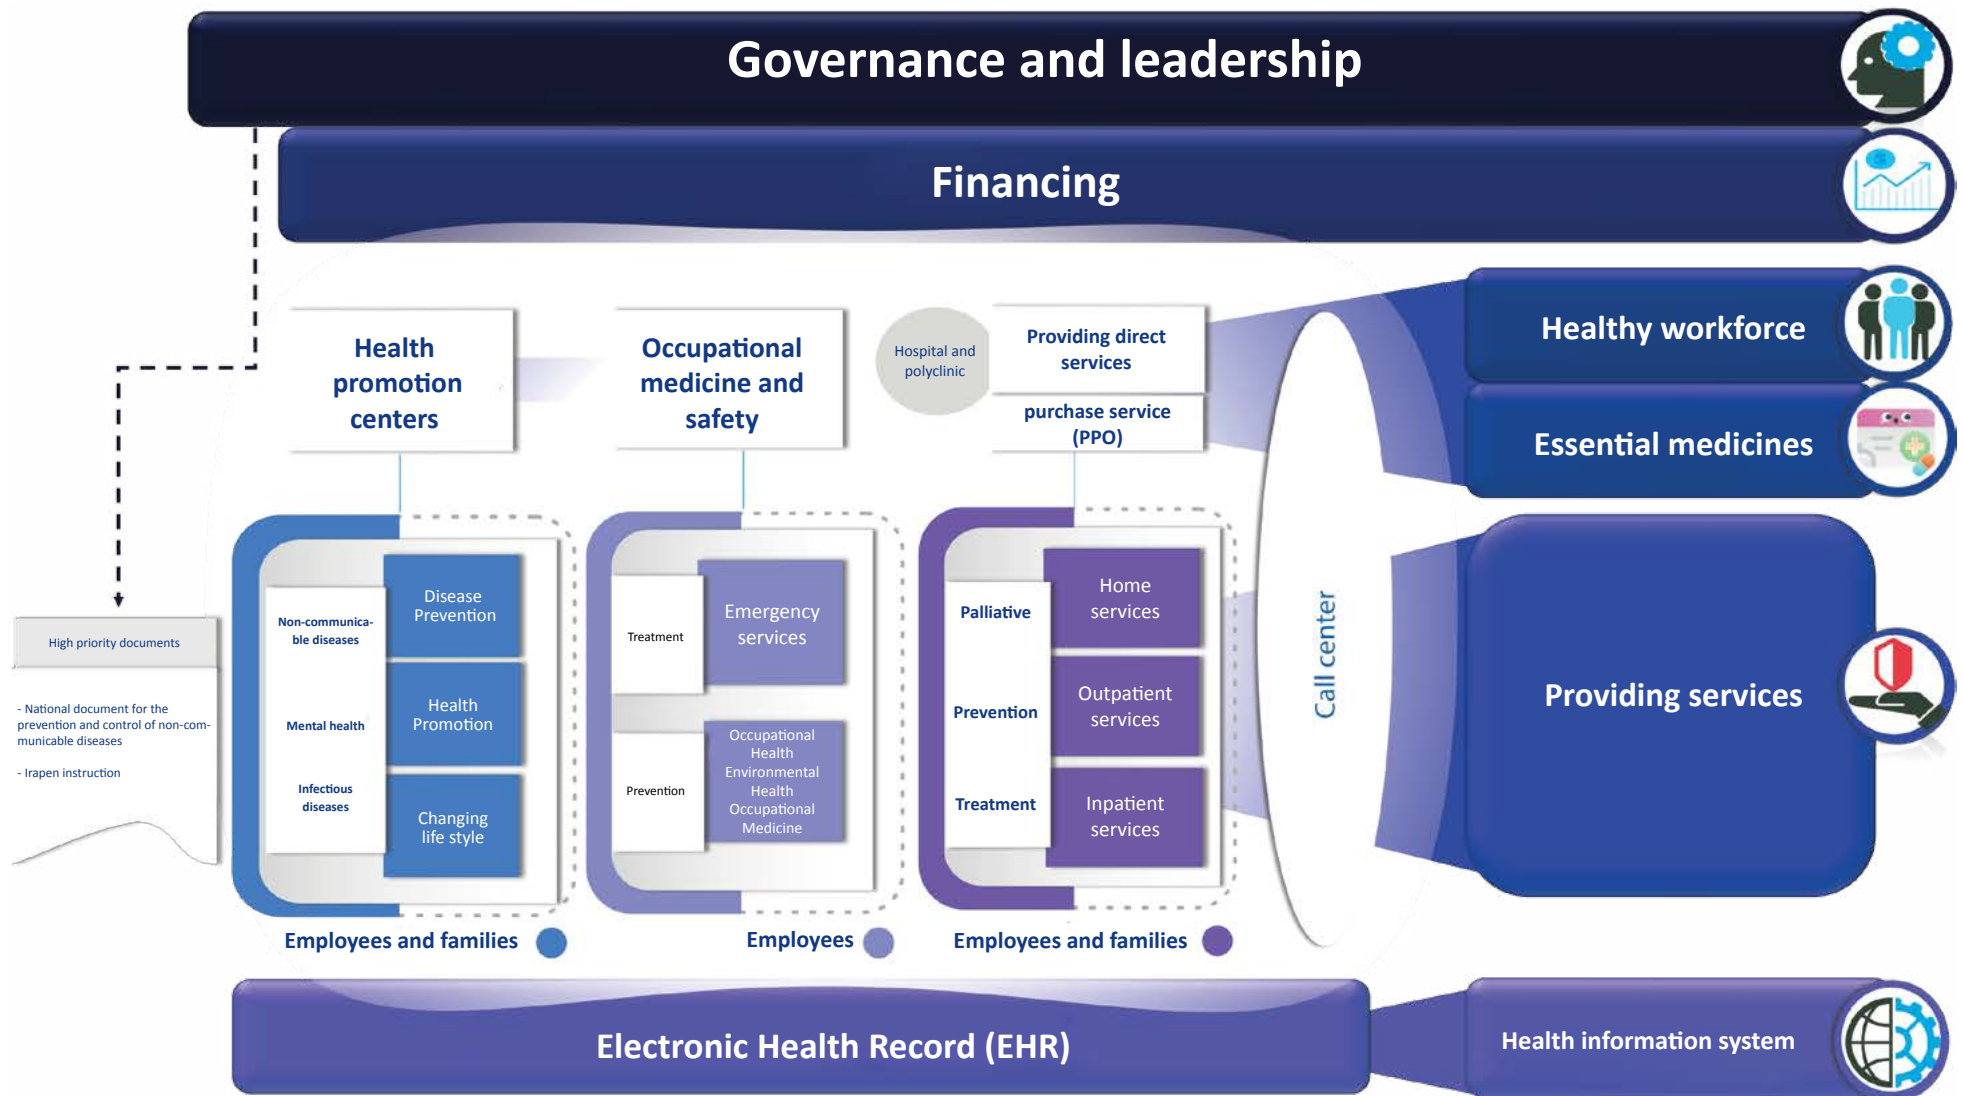 Governance and leadership
Financing
Health
promotion
centers
Occupational
medicine and
safety
Hospital and
polyclinic
Providing direct
services
purchase service
(PPO)
Healthy workforce
Essential medicines
High priority documents
- National document for the
prevention and control of non-com-
municable diseases
- Irapen instruction
Non-communica-
ble diseases
Mental health
Infectious
diseases
Disease
Prevention
Health
Promotion
Changing
life style
Employees and families
Treatment
Prevention
Emergency
services
Occupational
Health
Environmental
Health
Occupational
Medicine
Employees
Palliative
Prevention
Treatment
Home
services
Outpatient
services
Inpatient
services
Employees and families
Call center
Providing services
Electronic Health Record (EHR)
Health information system